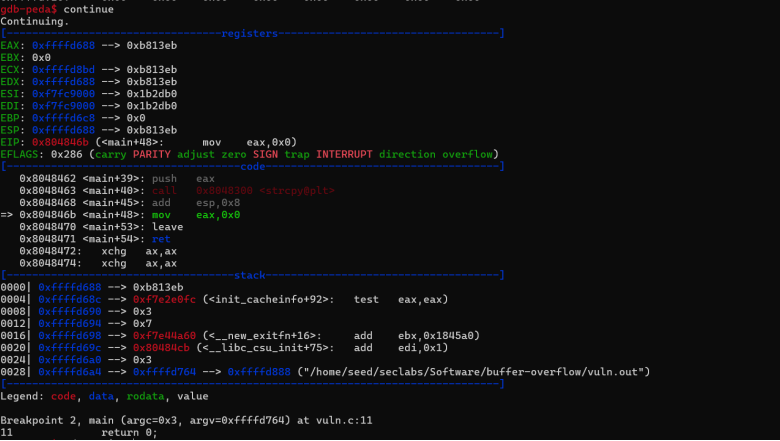 gdb-peda$ continue
Continuing.
[----------------------------------registers-----------------------------------]
EAX: 0xffffd688 --> 0xb813eb
EBX: 0x0
ECX: 0xffffd8bd --> 0xb813eb
EDX: 0xffffd688 --> 0xb813eb
ESI: 0xf7fc9000 --> 0x1b2db0
EDI: 0xf7fc9000 --> 0x1b2db0
EBP: 0xffffd6c8 --> 0x0
ESP: 0xffffd688 --> 0xb813eb
EIP: 0x804846b (<main+48>:      mov    eax,0x0)
EFLAGS: 0x286 (carry PARITY adjust zero SIGN trap INTERRUPT direction overflow)
[-------------------------------------code-------------------------------------]
   0x8048462 <main+39>: push   eax
   0x8048463 <main+40>: call   0x8048300 <strcpy@plt>
   0x8048468 <main+45>: add    esp,0x8
=> 0x804846b <main+48>: mov    eax,0x0
   0x8048470 <main+53>: leave
   0x8048471 <main+54>: ret
   0x8048472:   xchg   ax,ax
   0x8048474:   xchg   ax,ax
[------------------------------------stack-------------------------------------]
0000| 0xffffd688 --> 0xb813eb
0004| 0xffffd68c --> 0xf7e2e0fc (<init_cacheinfo+92>:   test   eax,eax)
0008| 0xffffd690 --> 0x3
0012| 0xffffd694 --> 0x7
0016| 0xffffd698 --> 0xf7e44a60 (<__new_exitfn+16>:     add    ebx,0x1845a0)
0020| 0xffffd69c --> 0x80484cb (<__libc_csu_init+75>:   add    edi,0x1)
0024| 0xffffd6a0 --> 0x3
0028| 0xffffd6a4 --> 0xffffd764 --> 0xffffd888 ("/home/seed/seclabs/Software/buffer-overflow/vuln.out")
[------------------------------------------------------------------------------]
Legend: code, data, rodata, value
Breakpoint 2, main (argc=0x3, argv=0xffffd764) at vuln.c:11
11              return 0;